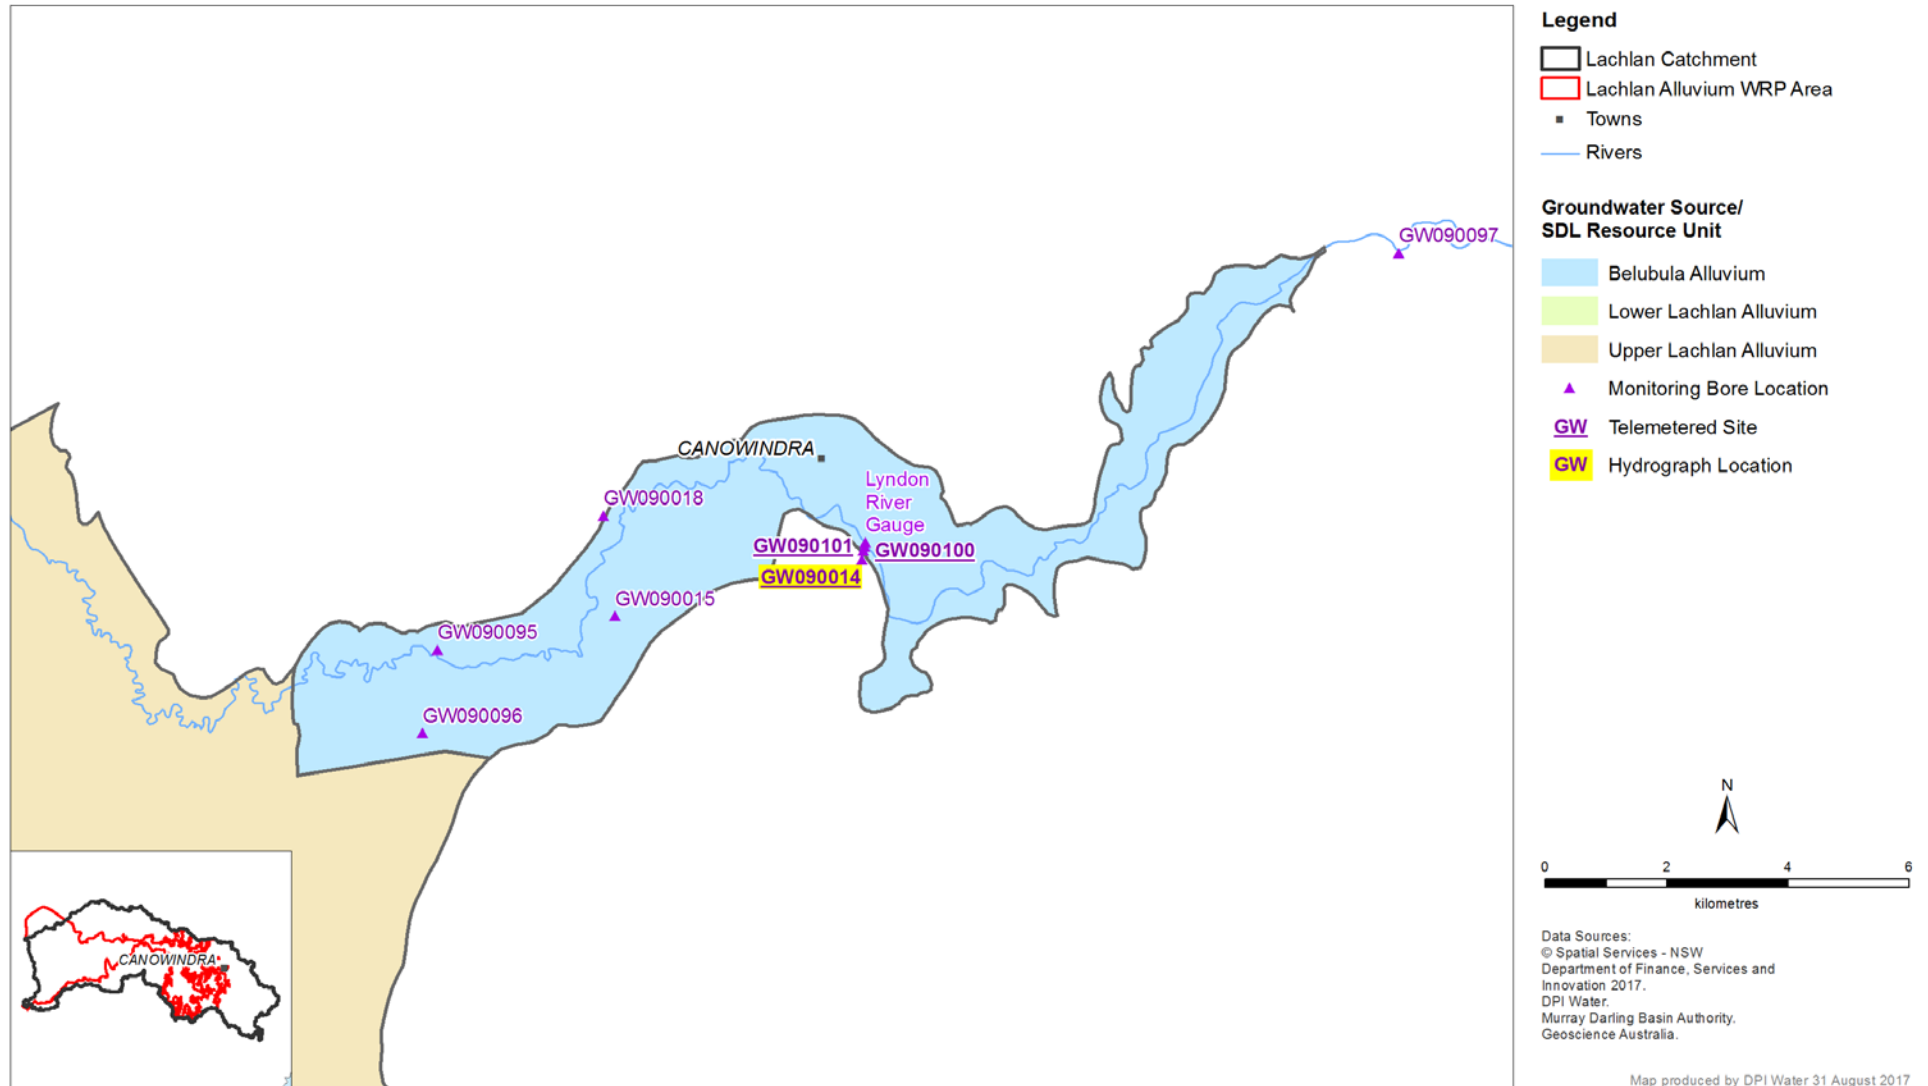 GW090097
CANOWINDRA
Lyndon
River
Gauge
GW090018
GW090101
GW090100
GW090014
GW090015
GW090095
GW090096
CANOWINDRA
Legend
Lachlan Catchment
Lachlan Alluvium WRP Area
Towns
Rivers
Groundwater Source/
SDL Resource Unit
Belubula Alluvium
Lower Lachlan Alluvium
Upper Lachlan Alluvium
Monitoring Bore Location
GW Telemetered Site
GW Hydrograph Location
N
0 2 4 6
kilometres
Data Sources:
© Spatial Services - NSW
Department of Finance, Services and
Innovation 2017.
DPI Water.
Murray Darling Basin Authority.
Geoscience Australia.
Map produced by DPI Water 31 August 2017